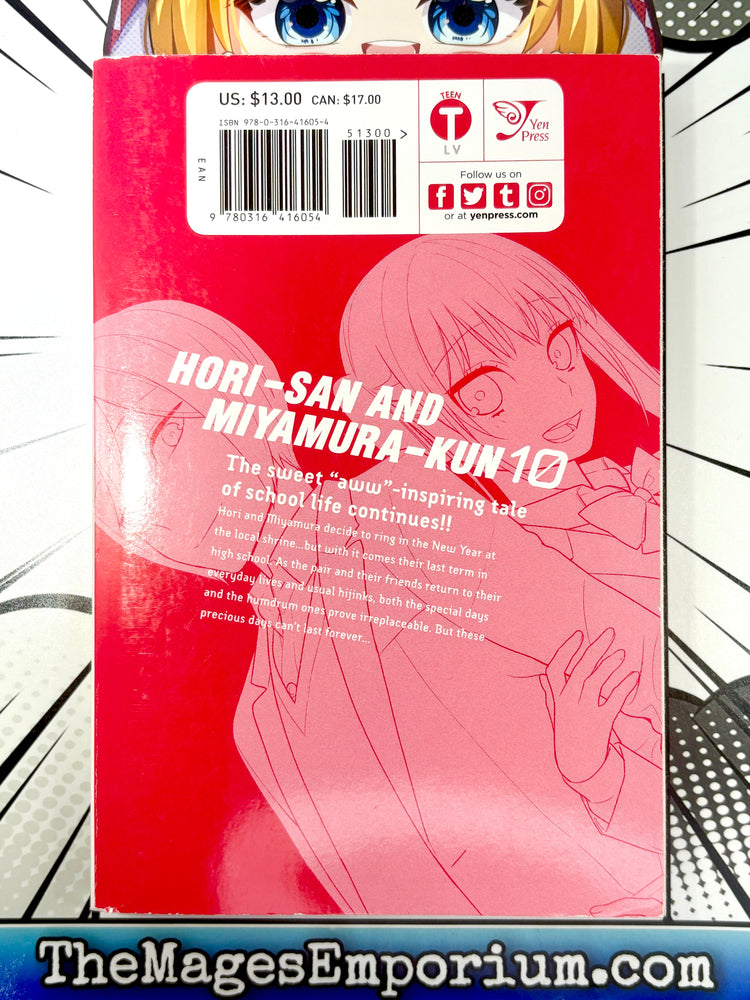 US: $13.00 CAN: $17.00
ISBN 978-0-316-41605-4
51300 >
EAN
9 780316 416054
TEEN
T
LV
Yen
Press
Follow us on
f t
or at yenpress.com
HORI-SAN AND
MIYAMURA-KUN 10
The sweet "aww"-inspiring tale
of school life continues!!
Hori and Miyamura decide to ring in the New Year at
the local shrine...but with it comes their last term in
high school. As the pair and their friends return to their
everyday lives and usual hijinks, both the special days
and the humdrum ones prove irreplaceable. But these
precious days can't last forever...
TheMagesEmporium.com